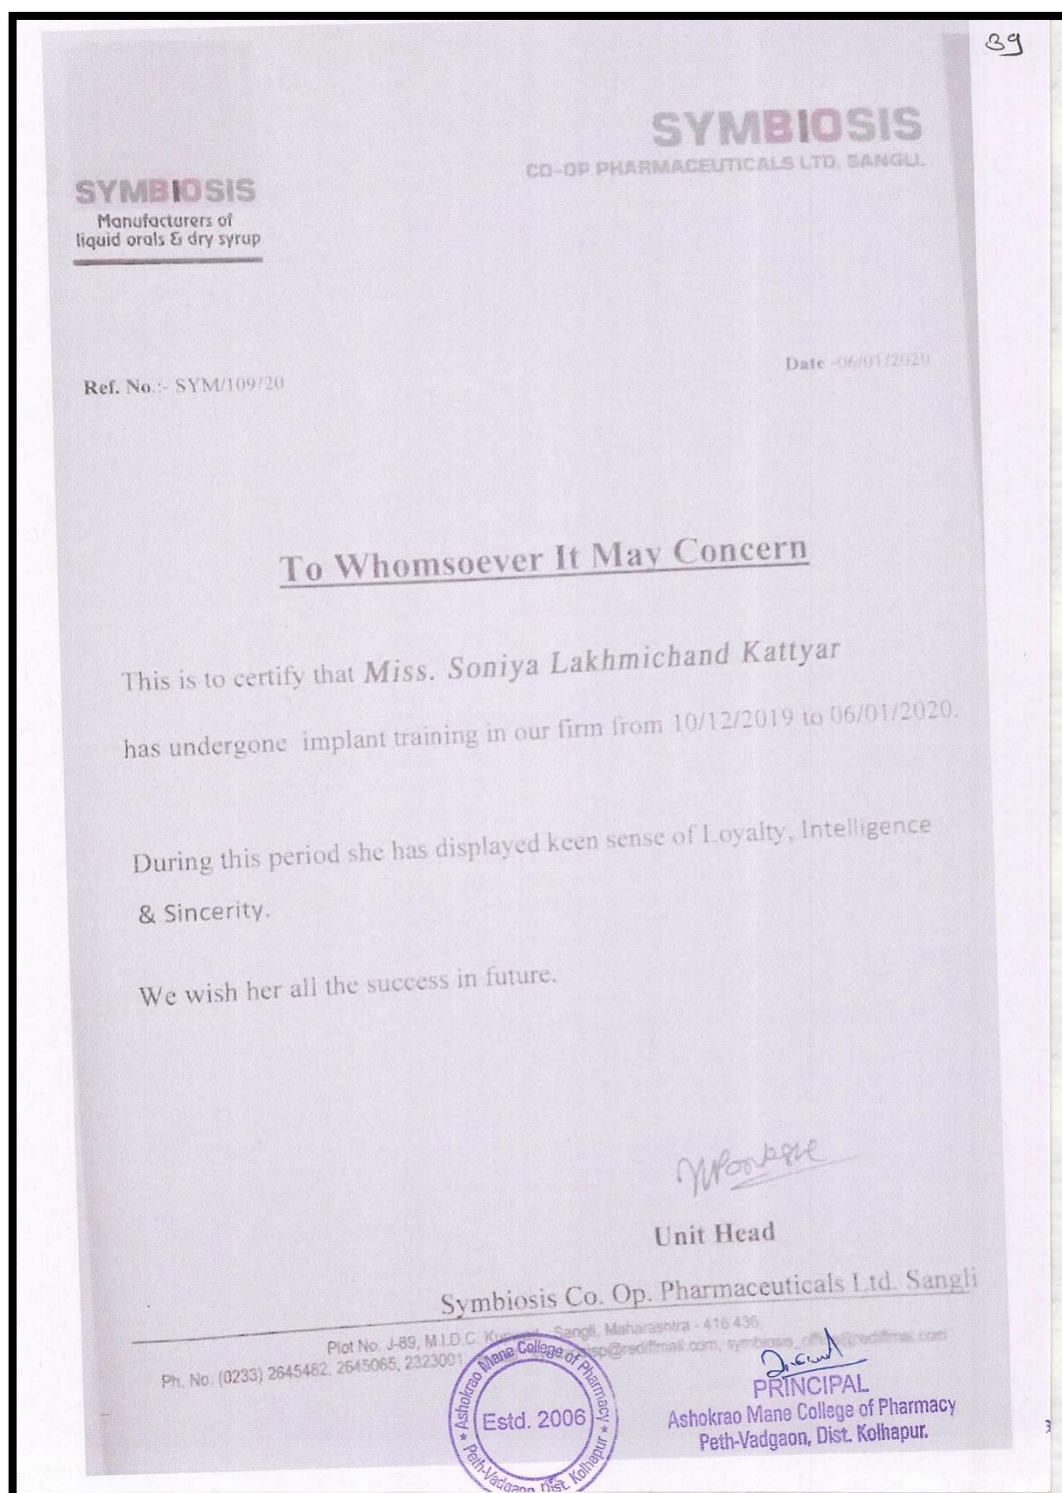 39
SYMBIOSIS
CO-OP PHARMACEUTICALS LTD, SANGLI.
SYMBIOSIS
Manufacturers of
liquid orals & dry syrup
Date -06/01/2020
Ref. No.:- SYM/109/20
To Whomsoever It May Concern
This is to certify that Miss. Soniya Lakhmichand Kattyar
has undergone implant training in our firm from 10/12/2019 to 06/01/2020.
During this period she has displayed keen sense of Loyalty, Intelligence
& Sincerity.
We wish her all the success in future.
Unit Head
Symbiosis Co. Op. Pharmaceuticals Ltd. Sangli
Plot No. J-89, M.I.D.C. Sangli, Maharashtra - 416 436.
Ph. No. (0233) 2645482, 2645065, 2323001
Ashokrao Mane College of Pharmacy
Estd. 2006
Peth-Vadgaon Dist. Kolhapur
PRINCIPAL
Ashokrao Mane College of Pharmacy
Peth-Vadgaon, Dist. Kolhapur.